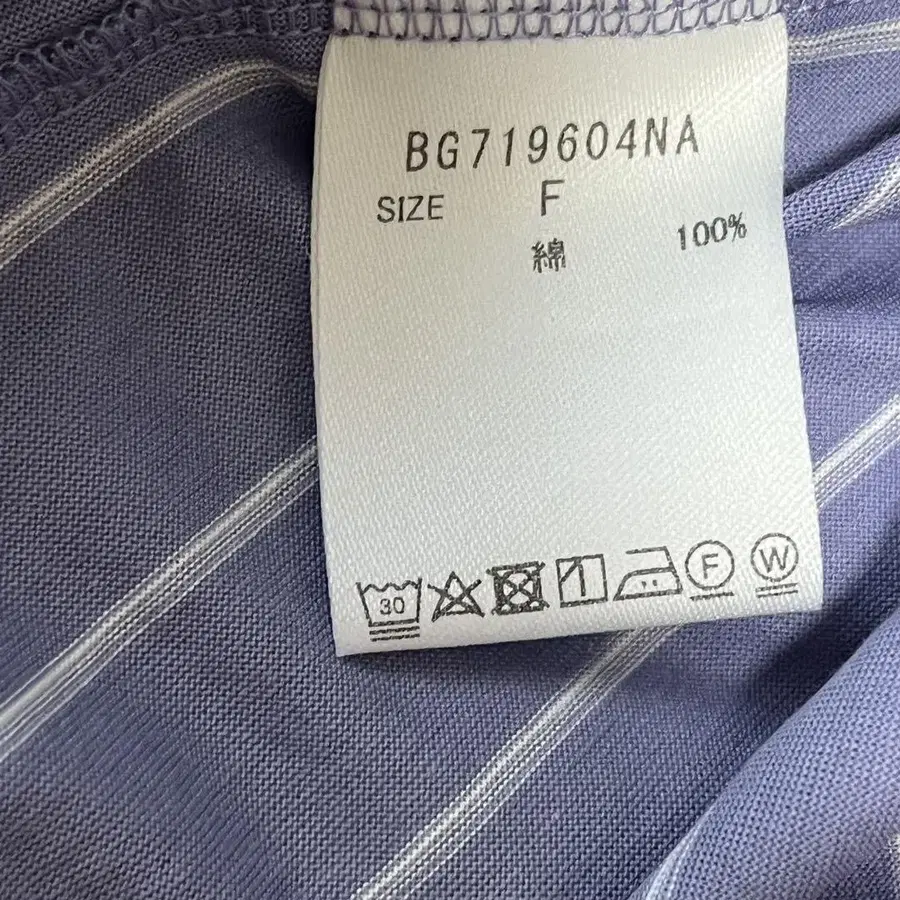 BG719604NA
SIZE F
綿 100%
30 F W